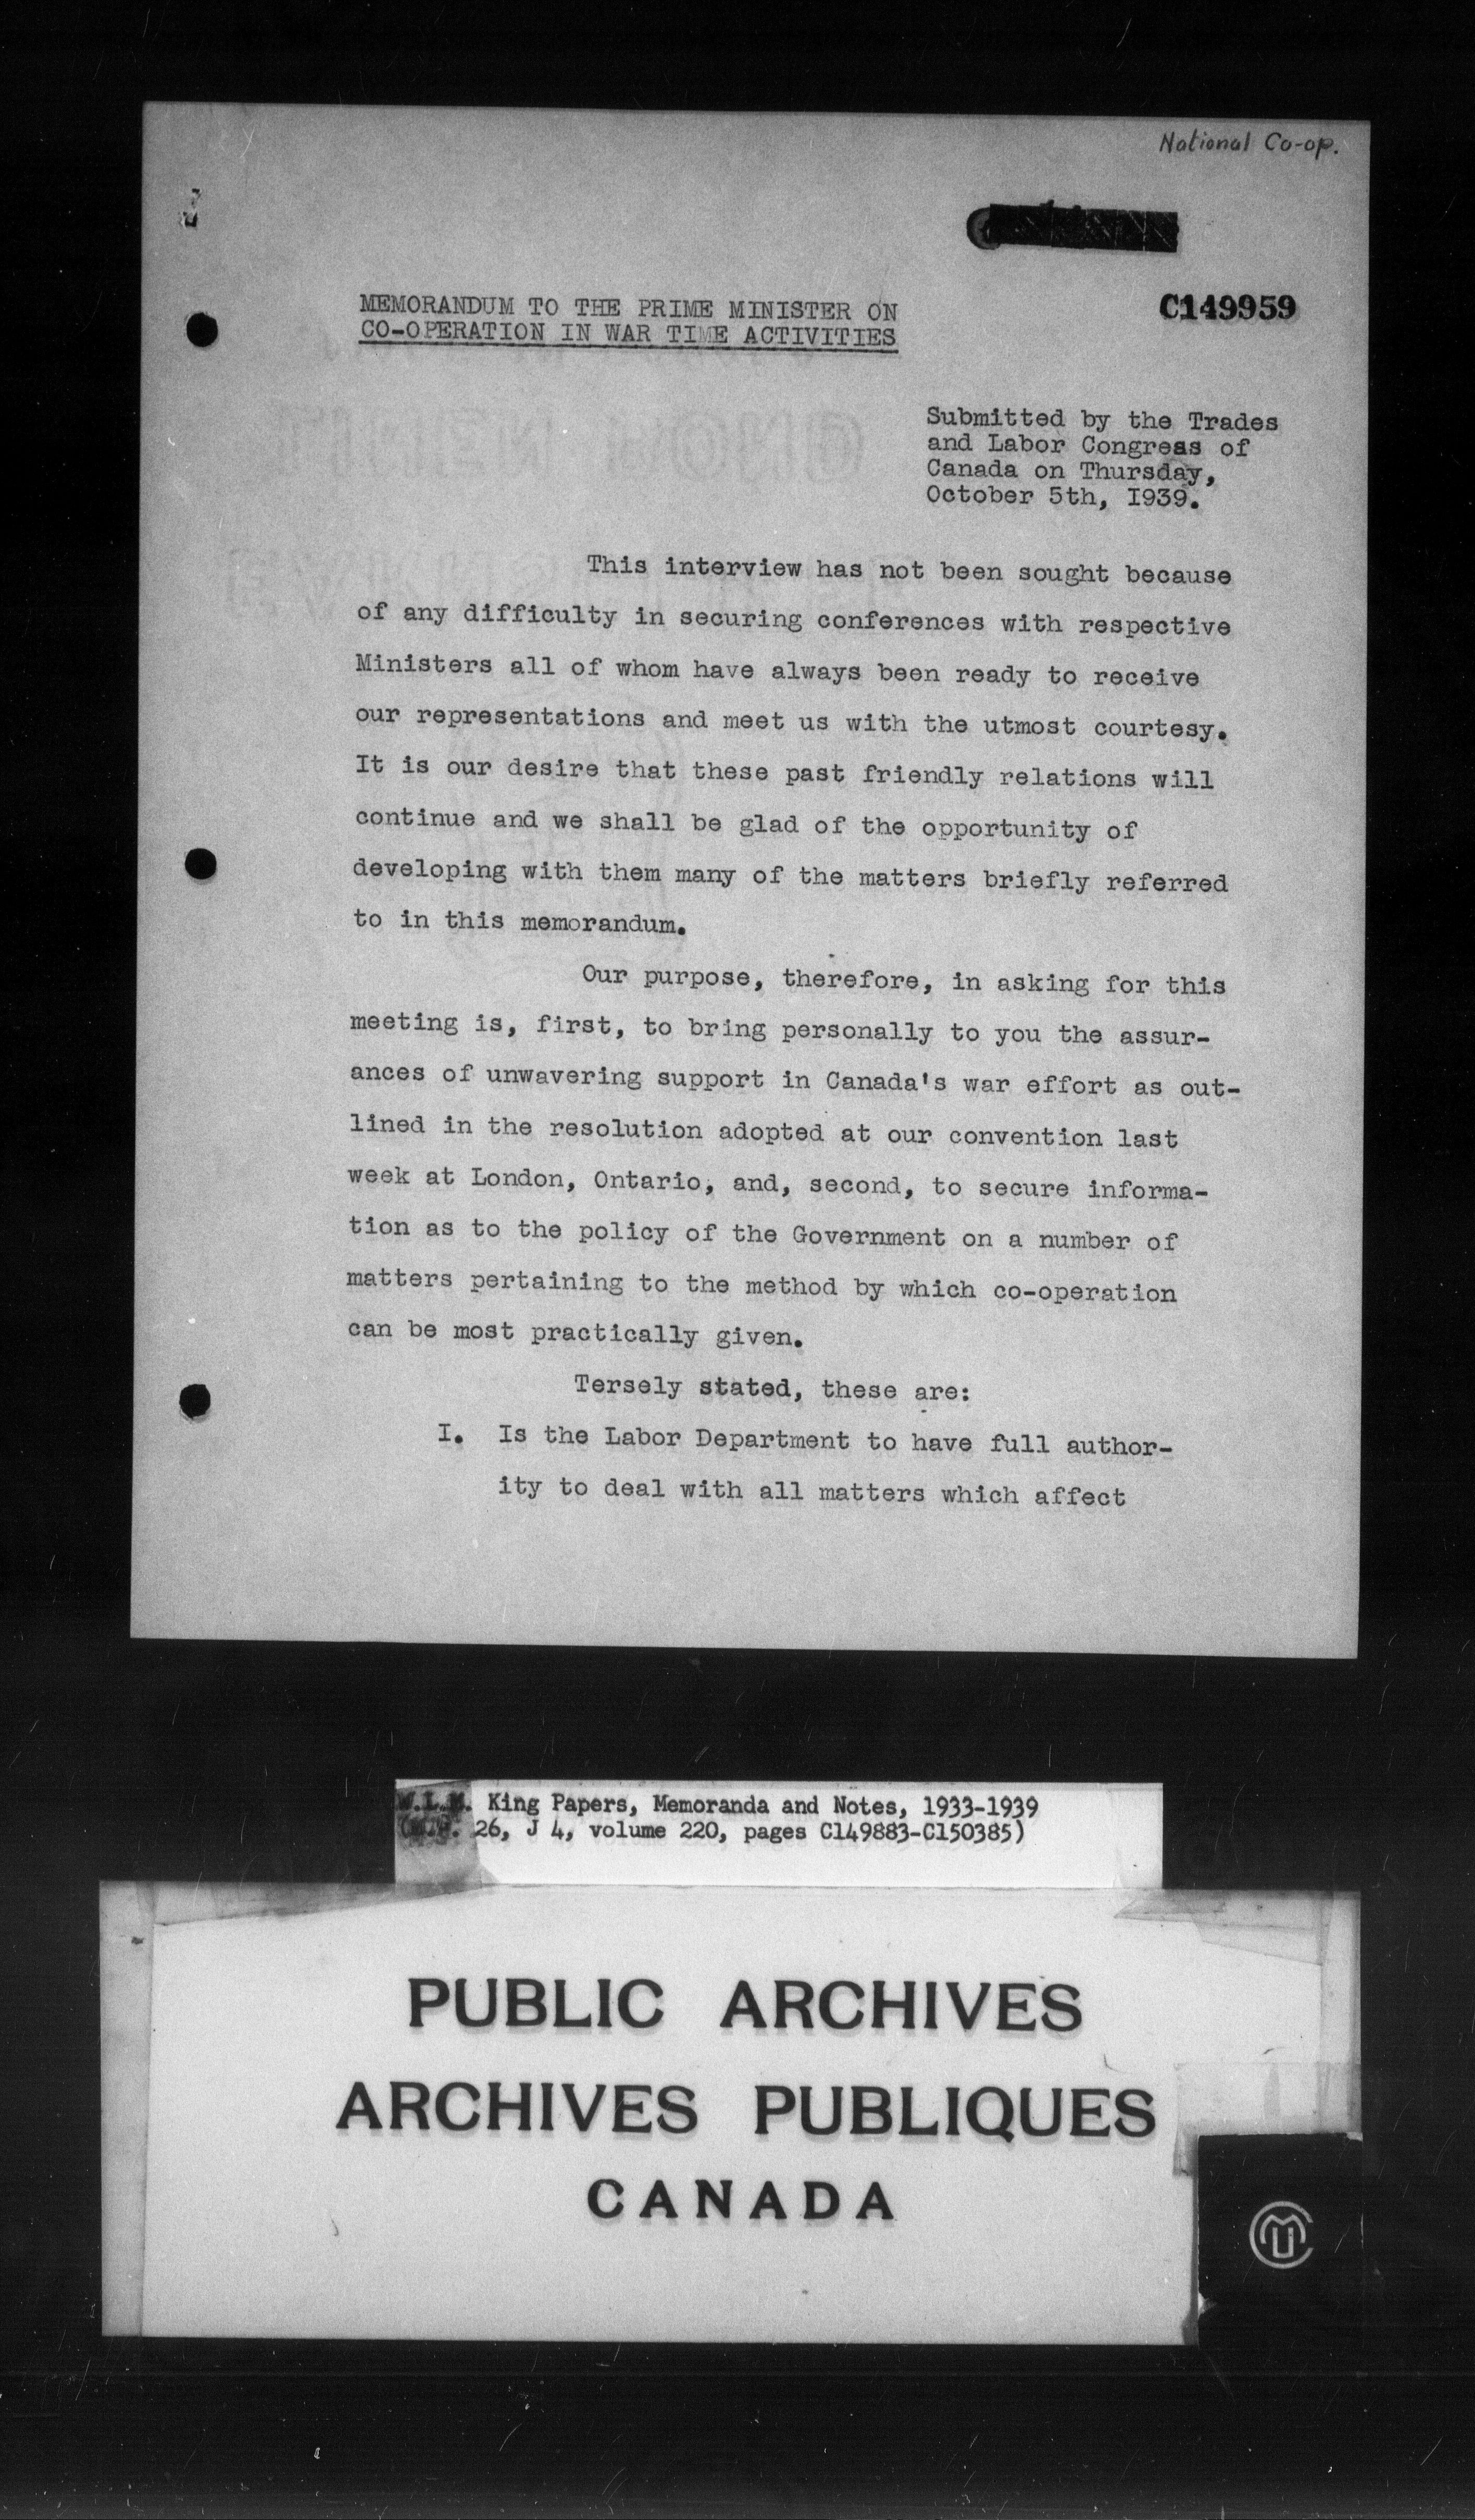 National Co-op.
MEMORANDUM TO THE PRIME MINISTER ON
CO-OPERATION IN WAR TIME ACTIVITIES
C149959
Submitted by the Trades
and Labor Congress of
Canada on Thursday,
October 5th, I939.
This interview has not been sought because
of any difficulty in securing conferences with respective
Ministers all of whom have always been ready to receive
our representations and meet us with the utmost courtesy.
It is our desire that these past friendly relations will
continue and we shall be glad of the opportunity of
developing with them many of the matters briefly referred
to in this memorandum.
Our purpose, therefore, in asking for this
meeting is, first, to bring personally to you the assur-
ances of unwavering support in Canada's war effort as out-
lined in the resolution adopted at our convention last
week at London, Ontario, and, second, to secure informa-
tion as to the policy of the Government on a number of
matters pertaining to the method by which co-operation
can be most practically given.
Tersely stated, these are:
I. Is the Labor Department to have full author-
ity to deal with all matters which affect
W.L.M. King Papers, Memoranda and Notes, 1933-1939
(M.G. 26, J 4, volume 220, pages C149883-C150385)
PUBLIC ARCHIVES
ARCHIVES PUBLIQUES
CANADA